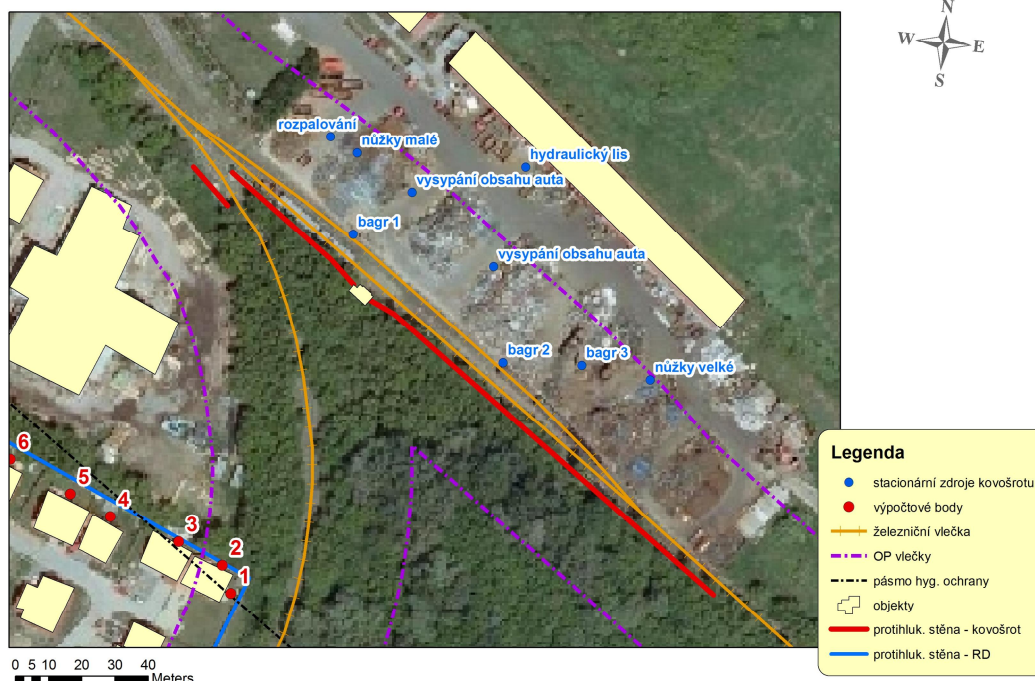 N
W E
S
rozpalování
nůžky malé
hydraulický lis
vysypání obsahu auta
bagr 1
vysypání obsahu auta
bagr 2
bagr 3
nůžky velké
6
5
4
3
2
1
Legenda
stacionární zdroje kovošrotu
výpočtové body
železniční vlečka
OP vlečky
pásmo hyg. ochrany
objekty
protihluk. stěna - kovošrot
protihluk. stěna - RD
0 5 10 20 30 40
Meters